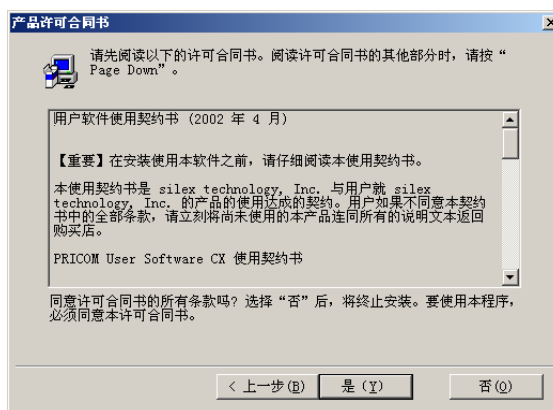 产品许可合同书
请先阅读以下的许可合同书。阅读许可合同书的其他部分时，请按“
Page Down”。
用户软件使用契约书 (2002 年 4 月)
【重要】在安装使用本软件之前，请仔细阅读本使用契约书。
本使用契约书是 silex technology, Inc. 与用户就 silex
technology, Inc. 的产品的使用达成的契约。用户如果不同意本契约
书中的全部条款，请立刻将尚未使用的本产品连同所有的说明文本返回
购买店。
PRICOM User Software CX 使用契约书
同意许可合同书的所有条款吗? 选择“否”后，将终止安装。要使用本程序，
必须同意本许可合同书。
< 上一步(B) 是(Y) 否(O)